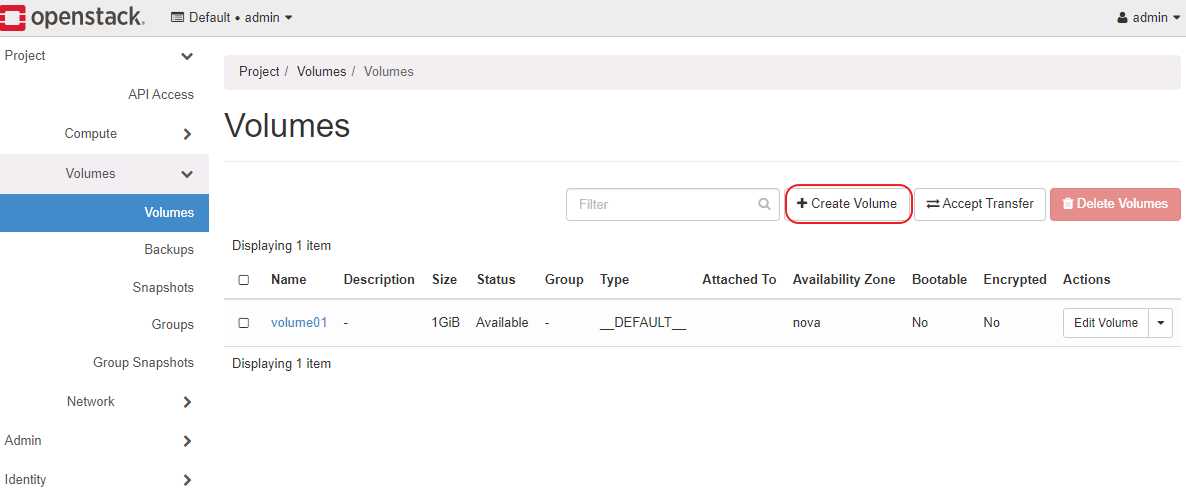 openstack. Default • admin admin
Project
API Access
Compute
Volumes
Volumes
Backups
Snapshots
Groups
Group Snapshots
Network
Admin
Identity
Project / Volumes / Volumes
Volumes
Filter Create Volume Accept Transfer Delete Volumes
Displaying 1 item
Name Description Size Status Group Type Attached To Availability Zone Bootable Encrypted Actions
volume01 - 1GiB Available - __DEFAULT__ nova No No Edit Volume
Displaying 1 item